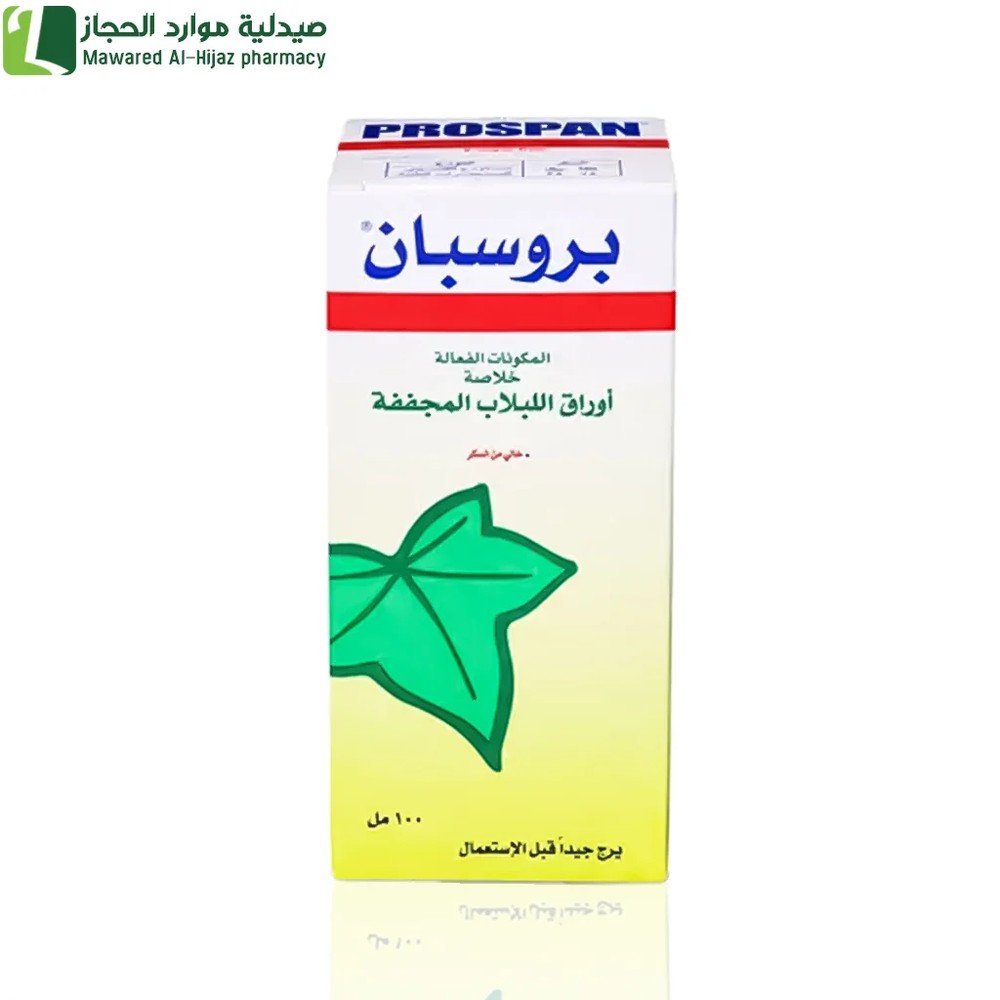 صيدلية موارد الحجاز
Mawared Al-Hijaz pharmacy
PROSPAN
بروسبان®
المكونات الفعالة
خلاصة
أوراق اللبلاب المجففة
• خالي من السكر
١٠٠ مل
يرج جيداً قبل الإستعمال